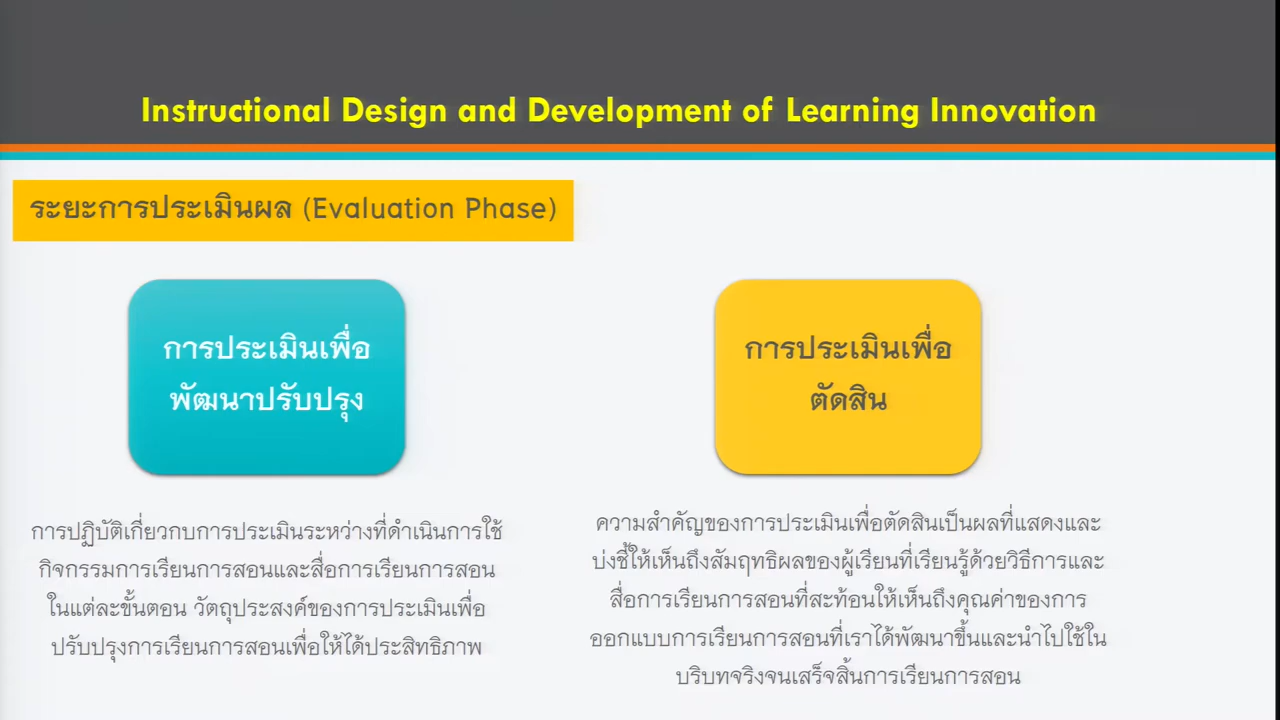 Instructional Design and Development of Learning Innovation
ระยะการประเมินผล (Evaluation Phase)
การประเมินเพื่อ
พัฒนาปรับปรุง
การปฏิบัติเกี่ยวกบการประเมินระหว่างที่ดำเนินการใช้
กิจกรรมการเรียนการสอนและสื่อการเรียนการสอน
ในแต่ละขั้นตอน วัตถุประสงค์ของการประเมินเพื่อ
ปรับปรุงการเรียนการสอนเพื่อให้ได้ประสิทธิภาพ
การประเมินเพื่อ
ตัดสิน
ความสำคัญของการประเมินเพื่อตัดสินเป็นผลที่แสดงและ
บ่งชี้ให้เห็นถึงสัมฤทธิผลของผู้เรียนที่เรียนรู้ด้วยวิธีการและ
สื่อการเรียนการสอนที่สะท้อนให้เห็นถึงคุณค่าของการ
ออกแบบการเรียนการสอนที่เราได้พัฒนาขึ้นและนำไปใช้ใน
บริบทจริงจนเสร็จสิ้นการเรียนการสอน